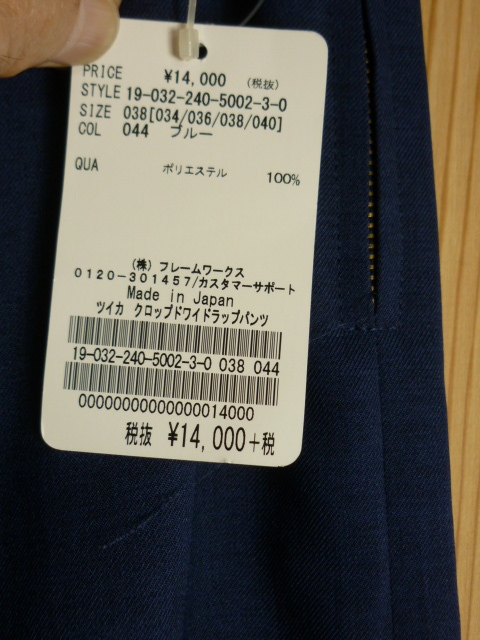 PRICE ¥14,000 (税抜)
STYLE 19-032-240-5002-3-0
SIZE 038[034/036/038/040]
COL 044 ブルー
QUA ポリエステル 100%
(株) フレームワークス
0120-301457/カスタマーサポート
Made in Japan
ツイカ クロップドワイドラップパンツ
19-032-240-5002-3-0 038 044
00000000000000014000
税抜 ¥14,000+税